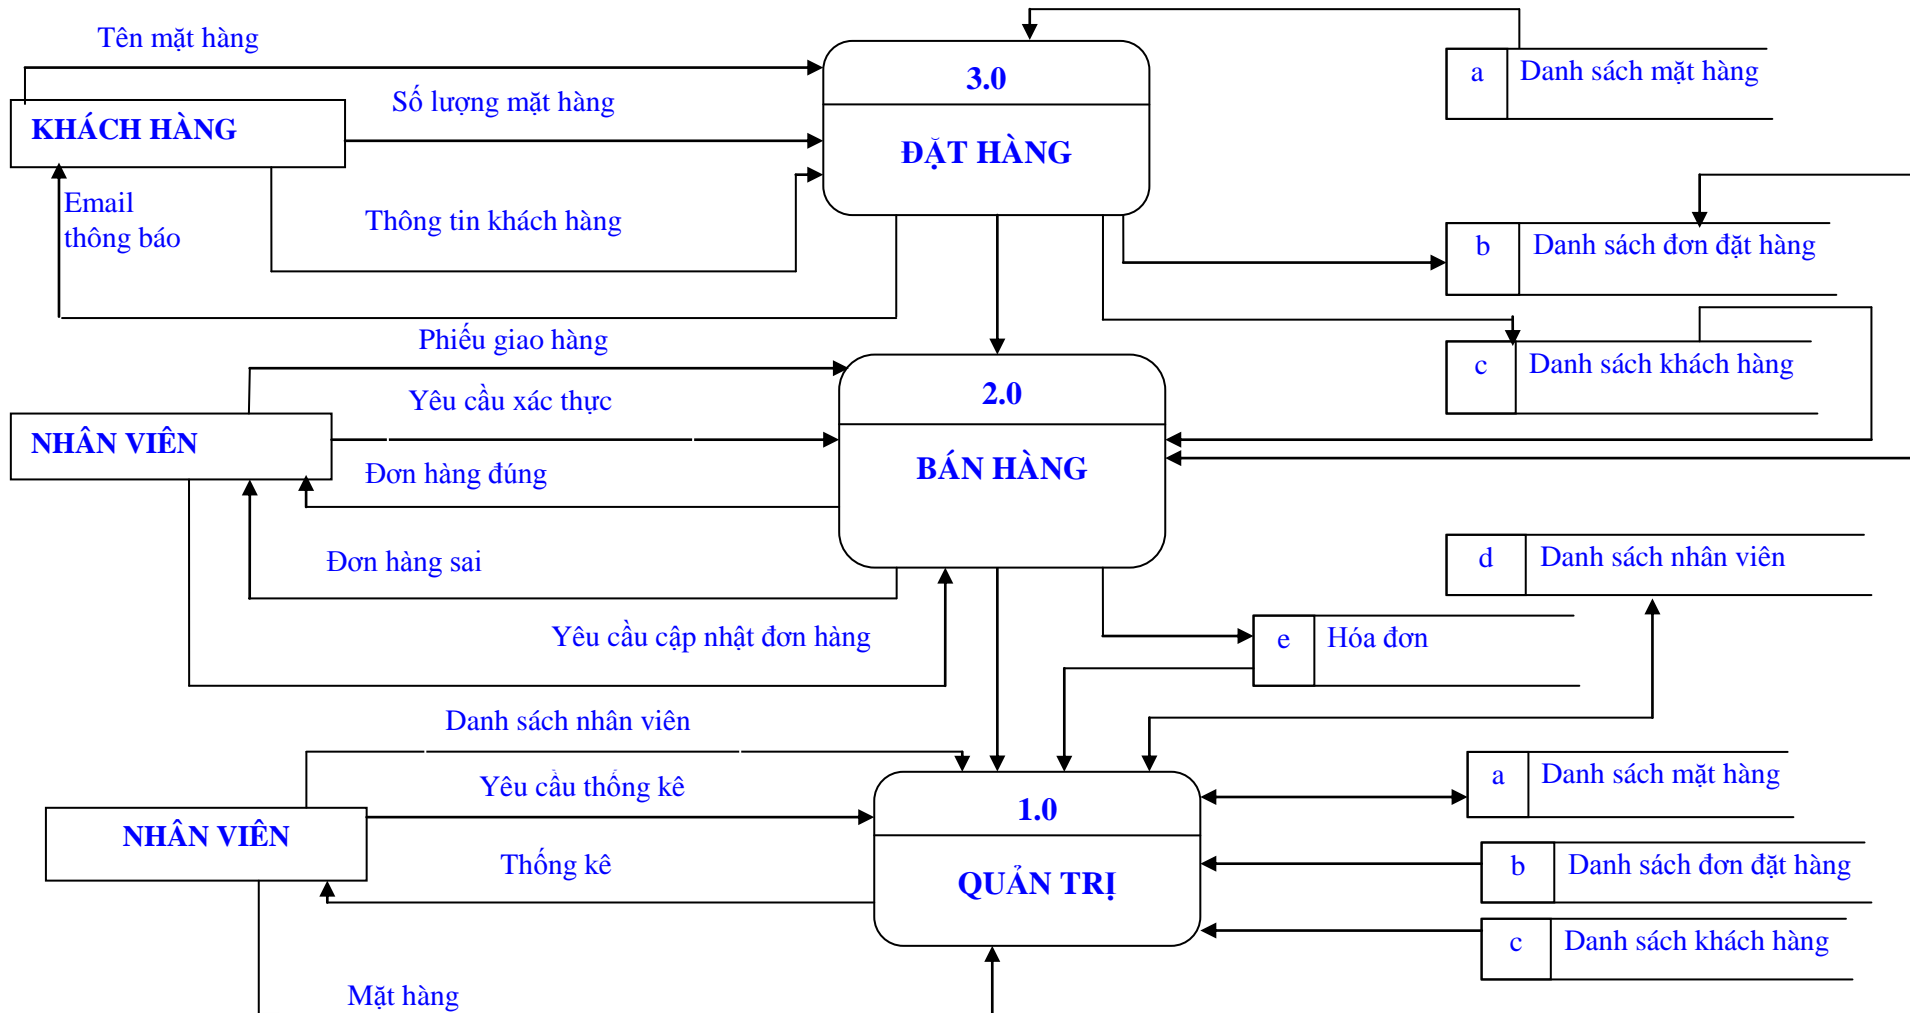 Tên mặt hàng
3.0
a
Danh sách mặt hàng
Số lượng mặt hàng
KHÁCH HÀNG
ĐẶT HÀNG
Email
thông báo
Thông tin khách hàng
b
Danh sách đơn đặt hàng
Phiếu giao hàng
c
Danh sách khách hàng
Yêu cầu xác thực
2.0
NHÂN VIÊN
Đơn hàng đúng
BÁN HÀNG
Đơn hàng sai
d
Danh sách nhân viên
Yêu cầu cập nhật đơn hàng
e
Hóa đơn
Danh sách nhân viên
Yêu cầu thống kê
a
Danh sách mặt hàng
1.0
NHÂN VIÊN
Thống kê
QUẢN TRỊ
b
Danh sách đơn đặt hàng
c
Danh sách khách hàng
Mặt hàng